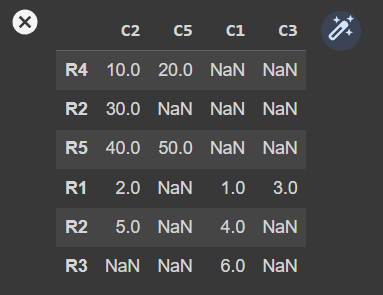 C2 C5 C1 C3
R4 10.0 20.0 NaN NaN
R2 30.0 NaN NaN NaN
R5 40.0 50.0 NaN NaN
R1 2.0 NaN 1.0 3.0
R2 5.0 NaN 4.0 NaN
R3 NaN NaN 6.0 NaN